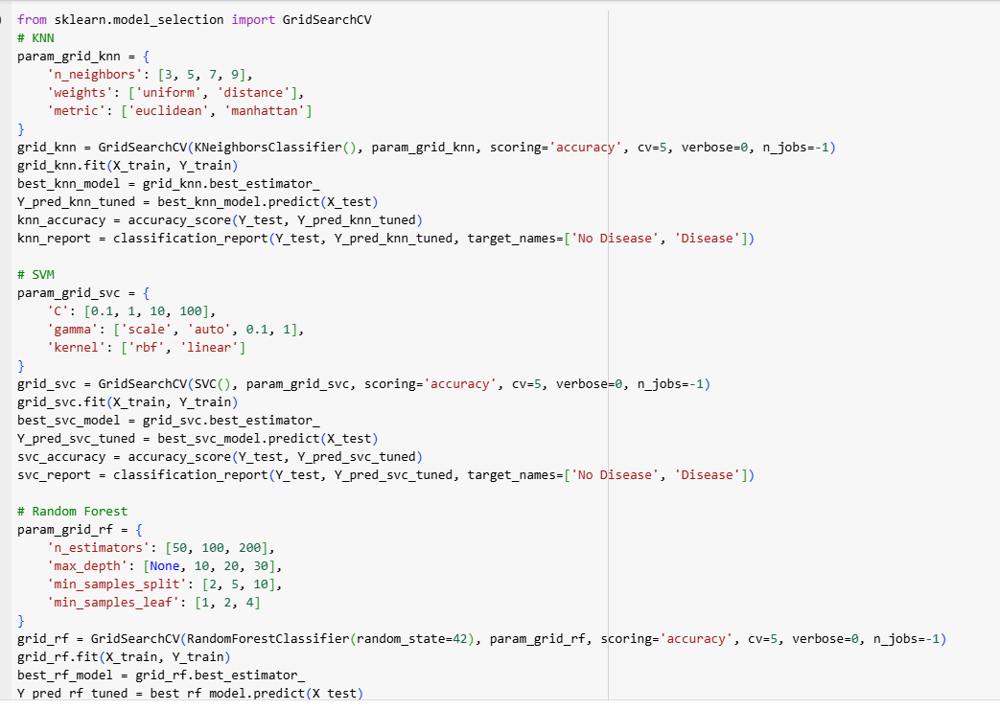 from sklearn.model_selection import GridSearchCV
# KNN
param_grid_knn = {
    'n_neighbors': [3, 5, 7, 9],
    'weights': ['uniform', 'distance'],
    'metric': ['euclidean', 'manhattan']
}
grid_knn = GridSearchCV(KNeighborsClassifier(), param_grid_knn, scoring='accuracy', cv=5, verbose=0, n_jobs=-1)
grid_knn.fit(X_train, Y_train)
best_knn_model = grid_knn.best_estimator_
Y_pred_knn_tuned = best_knn_model.predict(X_test)
knn_accuracy = accuracy_score(Y_test, Y_pred_knn_tuned)
knn_report = classification_report(Y_test, Y_pred_knn_tuned, target_names=['No Disease', 'Disease'])

# SVM
param_grid_svc = {
    'C': [0.1, 1, 10, 100],
    'gamma': ['scale', 'auto', 0.1, 1],
    'kernel': ['rbf', 'linear']
}
grid_svc = GridSearchCV(SVC(), param_grid_svc, scoring='accuracy', cv=5, verbose=0, n_jobs=-1)
grid_svc.fit(X_train, Y_train)
best_svc_model = grid_svc.best_estimator_
Y_pred_svc_tuned = best_svc_model.predict(X_test)
svc_accuracy = accuracy_score(Y_test, Y_pred_svc_tuned)
svc_report = classification_report(Y_test, Y_pred_svc_tuned, target_names=['No Disease', 'Disease'])

# Random Forest
param_grid_rf = {
    'n_estimators': [50, 100, 200],
    'max_depth': [None, 10, 20, 30],
    'min_samples_split': [2, 5, 10],
    'min_samples_leaf': [1, 2, 4]
}
grid_rf = GridSearchCV(RandomForestClassifier(random_state=42), param_grid_rf, scoring='accuracy', cv=5, verbose=0, n_jobs=-1)
grid_rf.fit(X_train, Y_train)
best_rf_model = grid_rf.best_estimator_
Y_pred_rf_tuned = best_rf_model.predict(X_test)